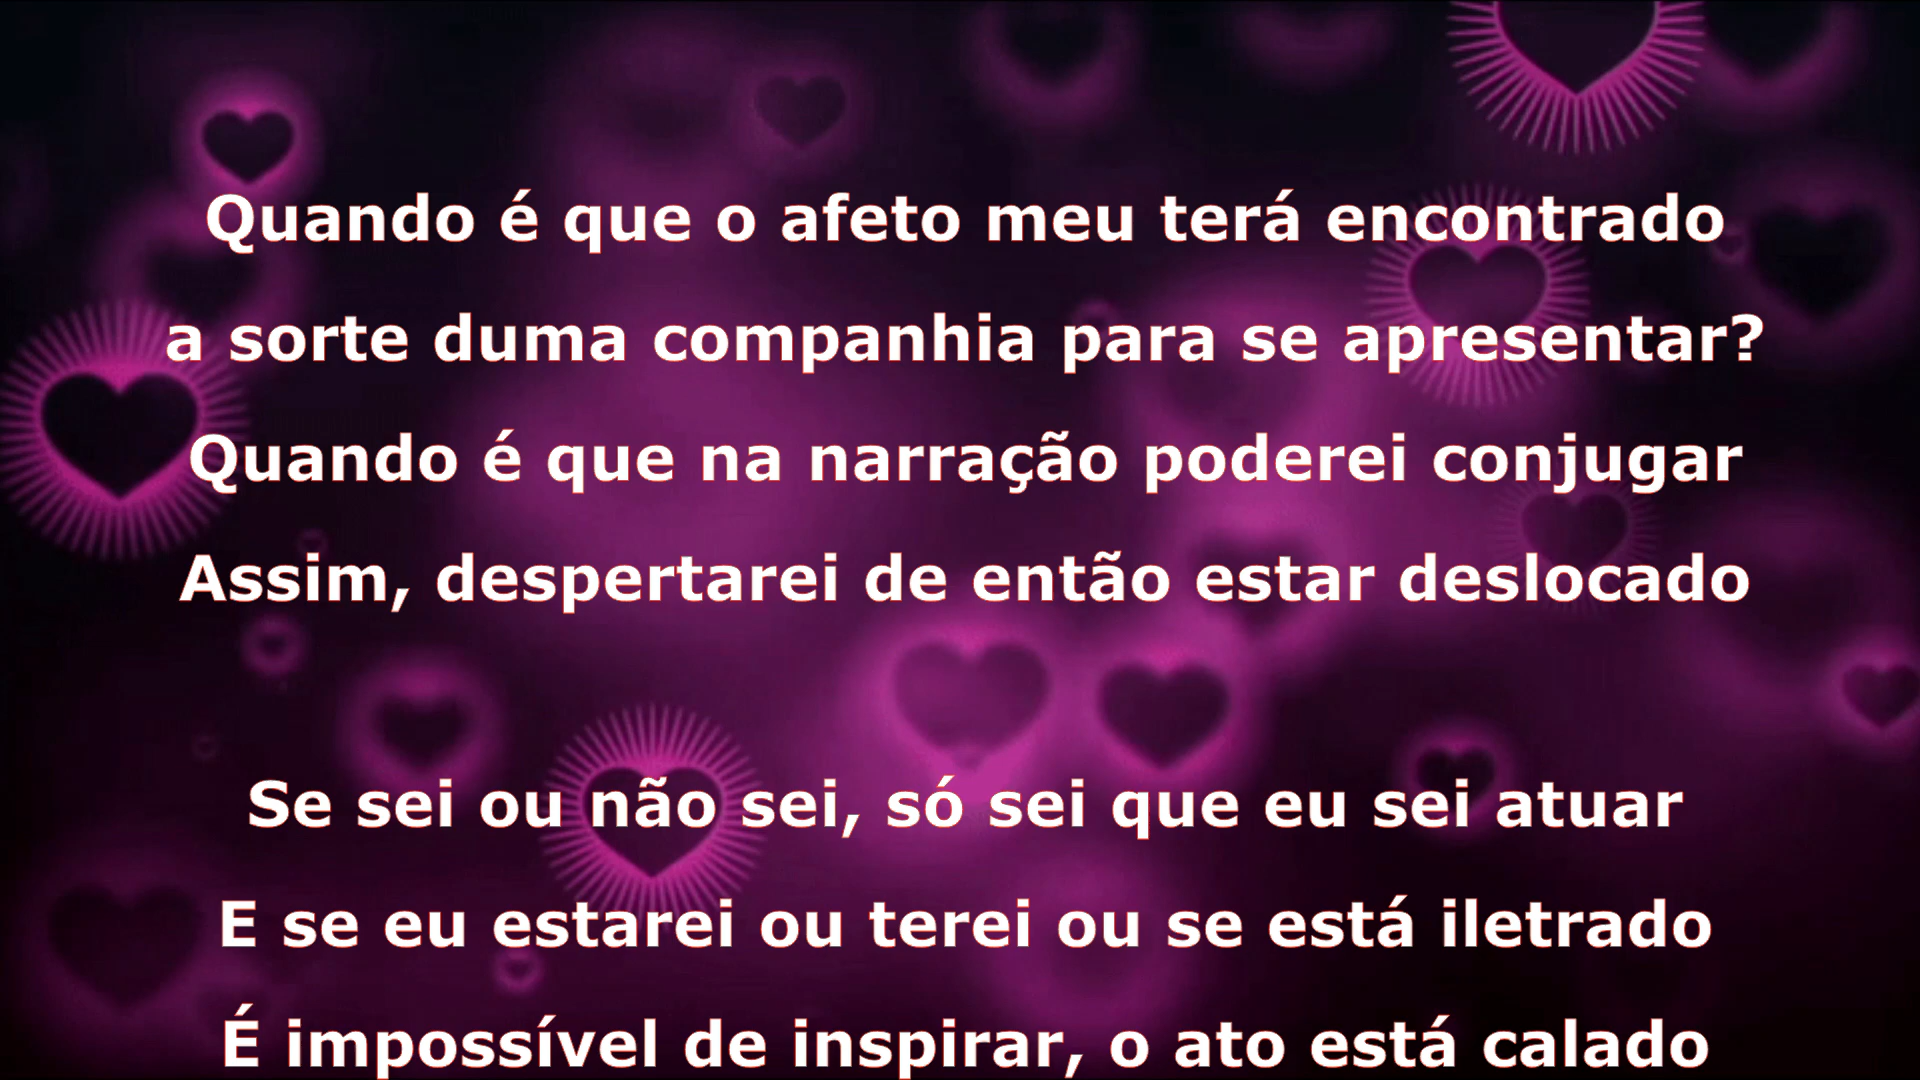 Quando é que o afeto meu terá encontrado
a sorte duma companhia para se apresentar?
Quando é que na narração poderei conjugar
Assim, despertarei de então estar deslocado
Se sei ou não sei, só sei que eu sei atuar
E se eu estarei ou terei ou se está iletrado
É impossível de inspirar, o ato está calado